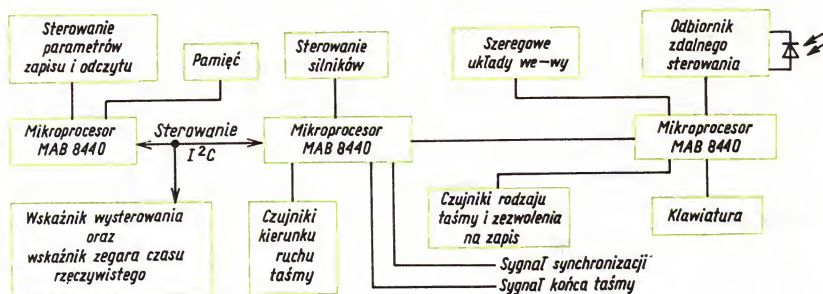 Sterowanie
parametrów
zapisu i odczytu
Pamięć
Sterowanie
silników
Szeregowe
układy we-wy
Odbiornik
zdalnego
sterowania
Mikroprocesor
MAB 8440
Sterowanie
I²C
Mikroprocesor
MAB 8440
Mikroprocesor
MAB 8440
Wskaźnik wysterowania
oraz
wskaźnik zegara czasu
rzęczywistego
Czujniki
kierunku
ruchu
taśmy
Czujniki rodzaju
taśmy i zezwolenia
na zapis
Klawiatura
Sygnał synchronizacji
Sygnał końca taśmy